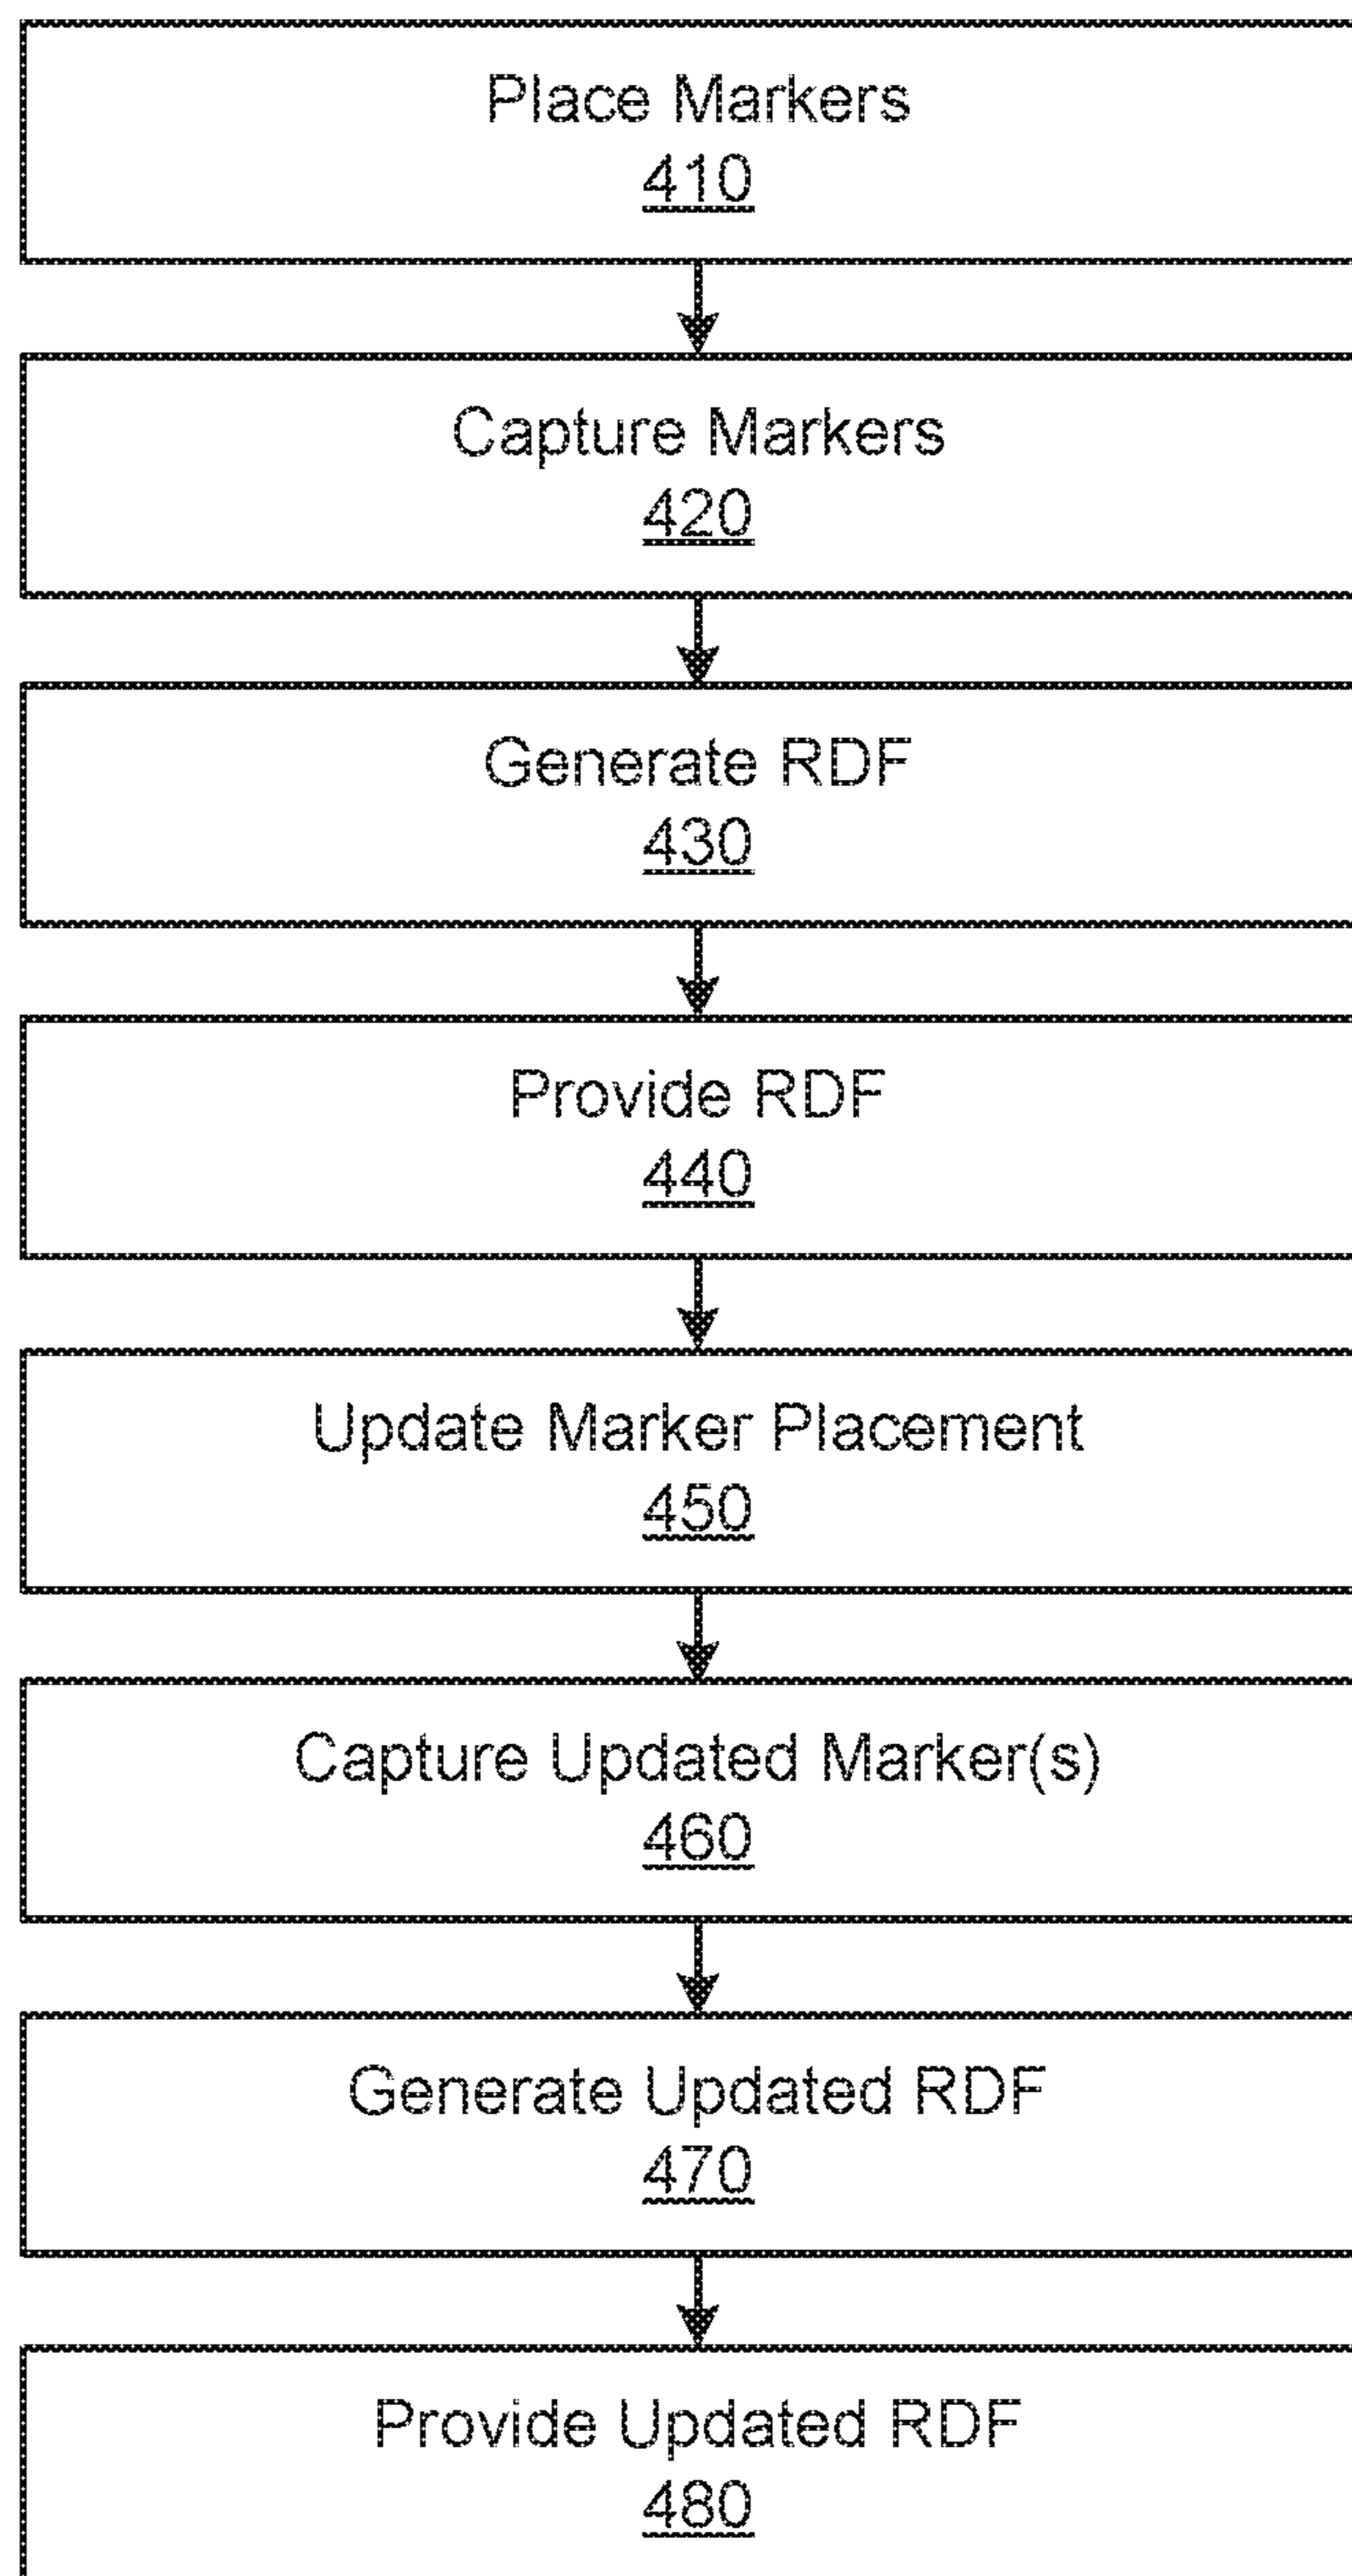 Place Markers
410
Capture Markers
420
Generate RDF
430
Provide RDF
440
Update Marker Placement
450
Capture Updated Marker(s)
460
Generate Updated RDF
470
Provide Updated RDF
480